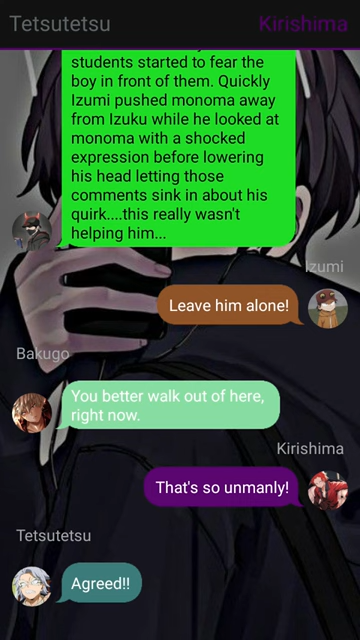 Tetsutetsu
Kirishima
students started to fear the
boy in front of them. Quickly
Izumi pushed monoma away
from Izuku while he looked at
monoma with a shocked
expression before lowering
his head letting those
comments sink in about his
quirk....this really wasn't
helping him...
Izumi
Leave him alone!
Bakugo
You better walk out of here,
right now.
Kirishima
That's so unmanly!
Tetsutetsu
Agreed!!